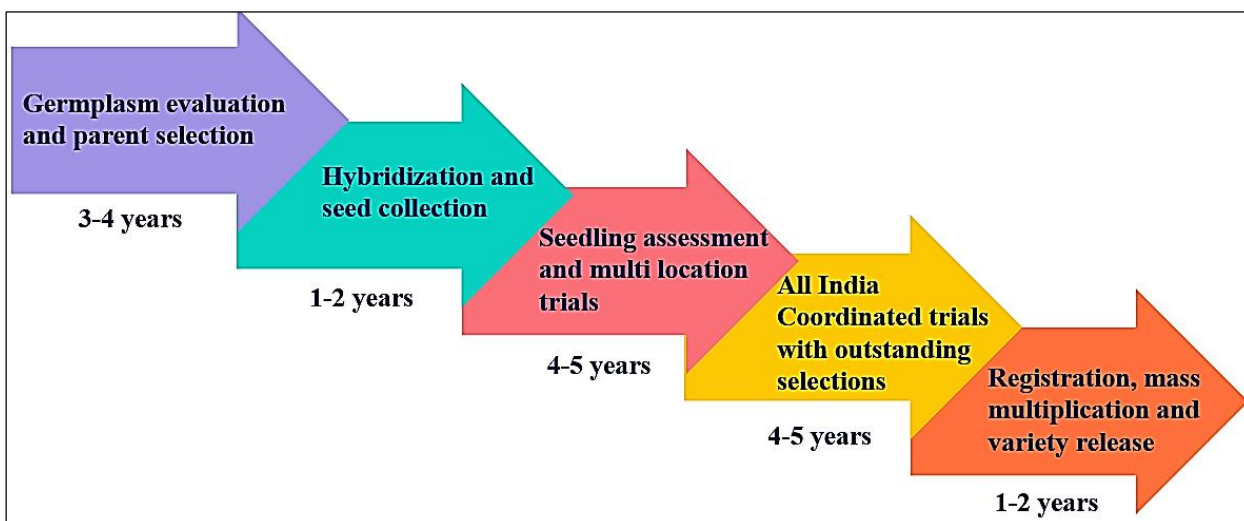 Germplasm evaluation
and parent selection
3-4 years
Hybridization and
seed collection
1-2 years
Seedling assessment
and multi location
trials
4-5 years
All India
Coordinated trials
with outstanding
selections
4-5 years
Registration, mass
multiplication and
variety release
1-2 years